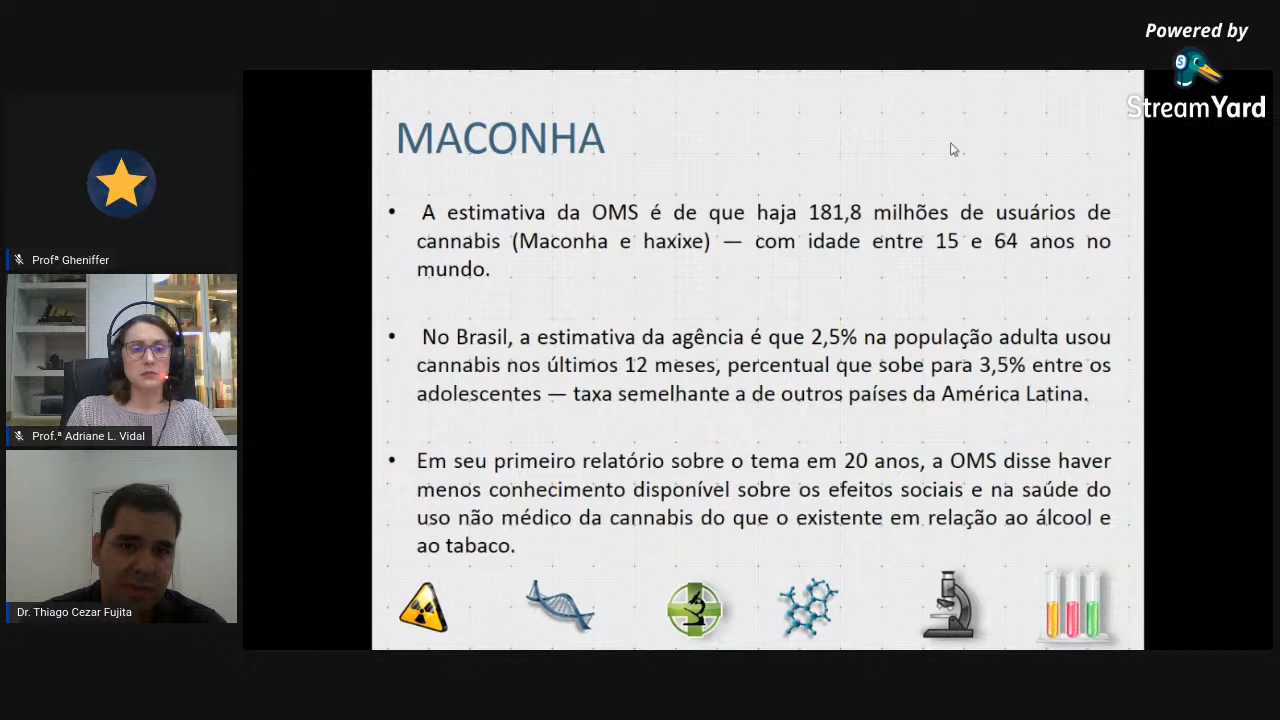 Powered by
StreamYard
MACONHA
• A estimativa da OMS é de que haja 181,8 milhões de usuários de
cannabis (Maconha e haxixe) — com idade entre 15 e 64 anos no
mundo.
• No Brasil, a estimativa da agência é que 2,5% na população adulta usou
cannabis nos últimos 12 meses, percentual que sobe para 3,5% entre os
adolescentes — taxa semelhante a de outros países da América Latina.
• Em seu primeiro relatório sobre o tema em 20 anos, a OMS disse haver
menos conhecimento disponível sobre os efeitos sociais e na saúde do
uso não médico da cannabis do que o existente em relação ao álcool e
ao tabaco.
Profª Gheniffer
Prof.ª Adriane L. Vidal
Dr. Thiago Cezar Fujita